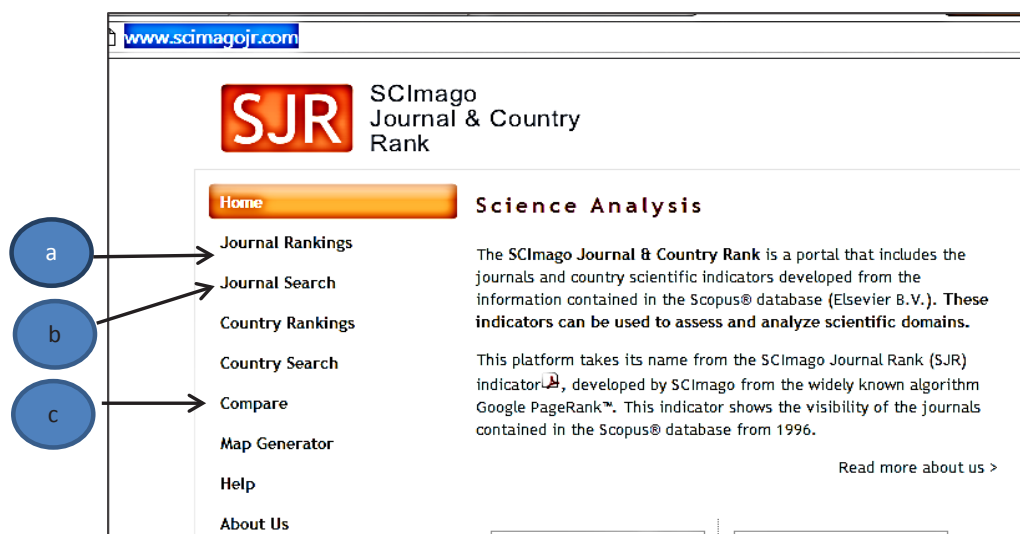 www.scimagojr.com
SJR
SCImago
Journal & Country
Rank
Home
Journal Rankings
Journal Search
Country Rankings
Country Search
Compare
Map Generator
Help
About Us
a
b
c
Science Analysis
The SCImago Journal & Country Rank is a portal that includes the
journals and country scientific indicators developed from the
information contained in the Scopus® database (Elsevier B.V.). These
indicators can be used to assess and analyze scientific domains.
This platform takes its name from the SCImago Journal Rank (SJR)
indicator, developed by SCImago from the widely known algorithm
Google PageRank™. This indicator shows the visibility of the journals
contained in the Scopus® database from 1996.
Read more about us >